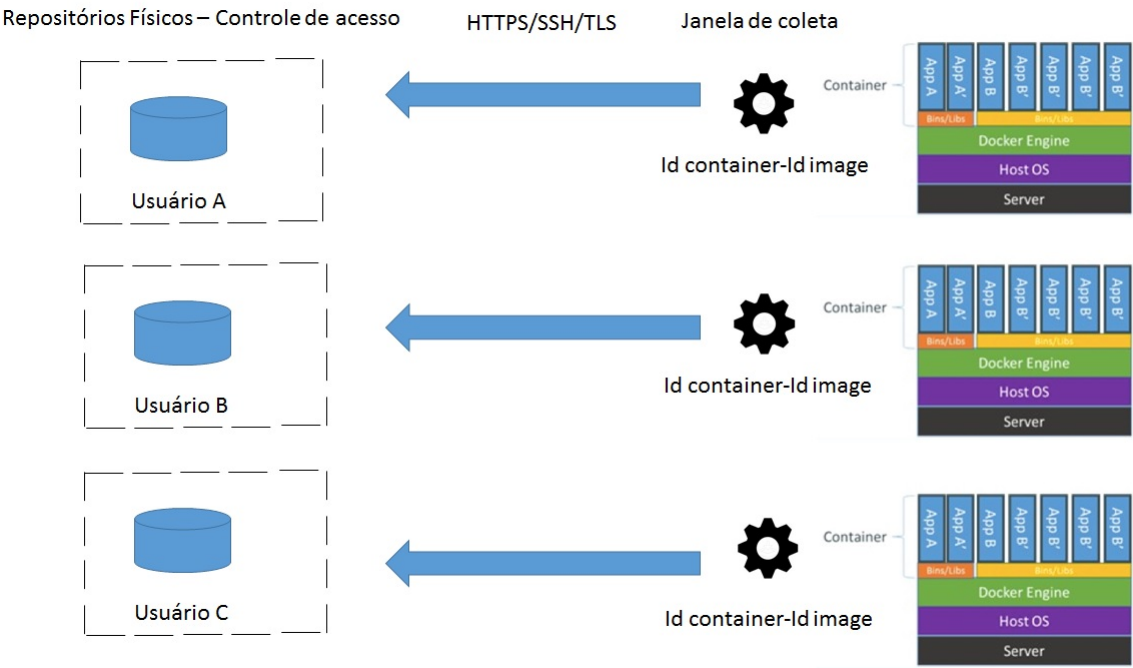 Repositórios Físicos – Controle de acesso
HTTPS/SSH/TLS
Janela de coleta
Usuário A
Id container-Id image
Container
App A
App A'
App B
App B'
App B'
App B'
App B'
Bins/Libs
Bins/Libs
Docker Engine
Host OS
Server
Usuário B
Id container-Id image
Container
App A
App A'
App B
App B'
App B'
App B'
App B'
Bins/Libs
Bins/Libs
Docker Engine
Host OS
Server
Usuário C
Id container-Id image
Container
App A
App A'
App B
App B'
App B'
App B'
App B'
Bins/Libs
Bins/Libs
Docker Engine
Host OS
Server